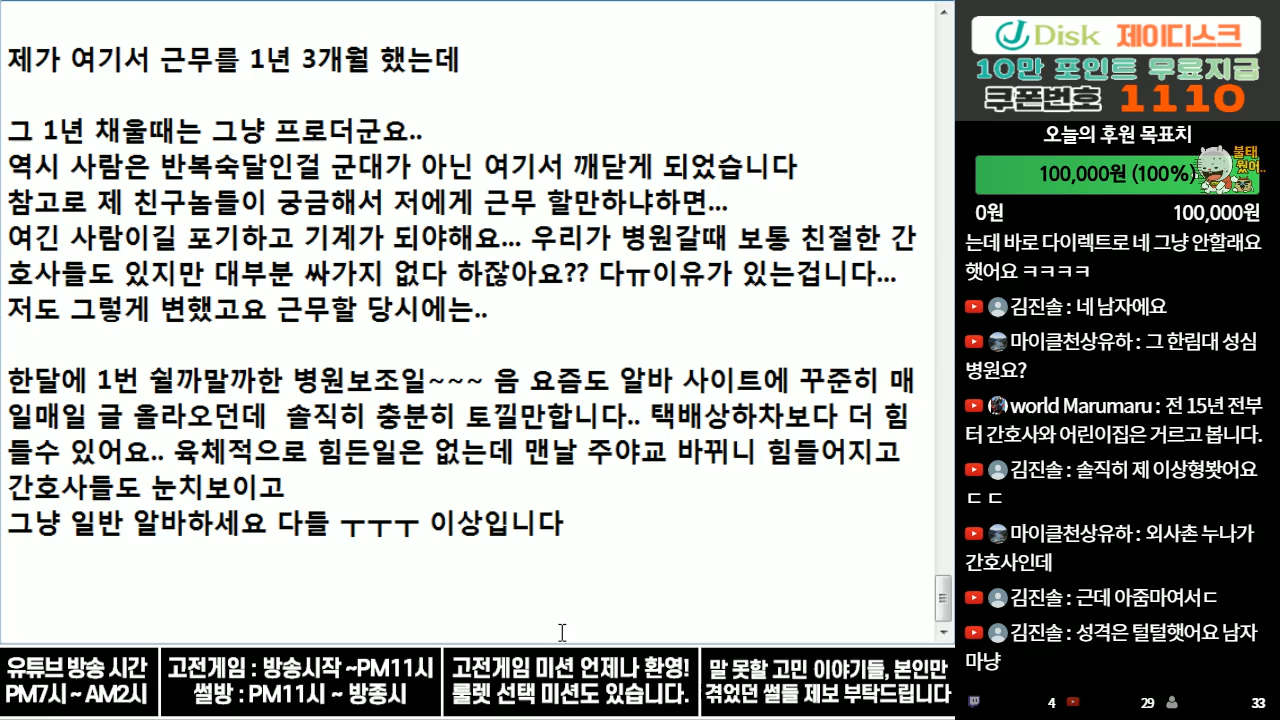 제가 여기서 근무를 1년 3개월 했는데
그 1년 채울때는 그냥 프로더군요..
역시 사람은 반복숙달인걸 군대가 아닌 여기서 깨닫게 되었습니다
참고로 제 친구놈들이 궁금해서 저에게 근무 할만하냐하면...
여긴 사람이길 포기하고 기계가 되야해요... 우리가 병원갈때 보통 친절한 간
호사들도 있지만 대부분 싸가지 없다 하잖아요?? 다ㅠ이유가 있는겁니다...
저도 그렇게 변했고요 근무할 당시에는..
한달에 1번 쉴까말까한 병원보조일~~~ 음 요즘도 알바 사이트에 꾸준히 매
일매일 글 올라오던데  솔직히 충분히 토낄만합니다.. 택배상하차보다 더 힘
들수 있어요.. 육체적으로 힘든일은 없는데 맨날 주야교 바뀌니 힘들어지고
간호사들도 눈치보이고
그냥 일반 알바하세요 다들 ㅜㅜㅜ 이상입니다
Disk 제이디스크
10만 포인트 무료지급
쿠폰번호 1110
오늘의 후원 목표치
100,000원 (100%)
불태
웠어..
0원 100,000원
는데 바로 다이렉트로 네 그냥 안할래요
햇어요 ㅋㅋㅋㅋ
김진솔 : 네 남자에요
마이클천상유하 : 그 한림대 성심
병원요?
world Marumaru : 전 15년 전부
터 간호사와 어린이집은 거르고 봅니다.
김진솔 : 솔직히 제 이상형봣어요
ㄷㄷ
마이클천상유하 : 외사촌 누나가
간호사인데
김진솔 : 근데 아줌마여서ㄷ
김진솔 : 성격은 털털햇어요 남자
마냥
4 29 33
유튜브 방송 시간
PM7시 ~ AM2시
고전게임 : 방송시작 ~PM11시
썰방 : PM11시 ~ 방종시
고전게임 미션 언제나 환영!
룰렛 선택 미션도 있습니다.
말 못할 고민 이야기들, 본인만
겪었던 썰들 제보 부탁드립니다